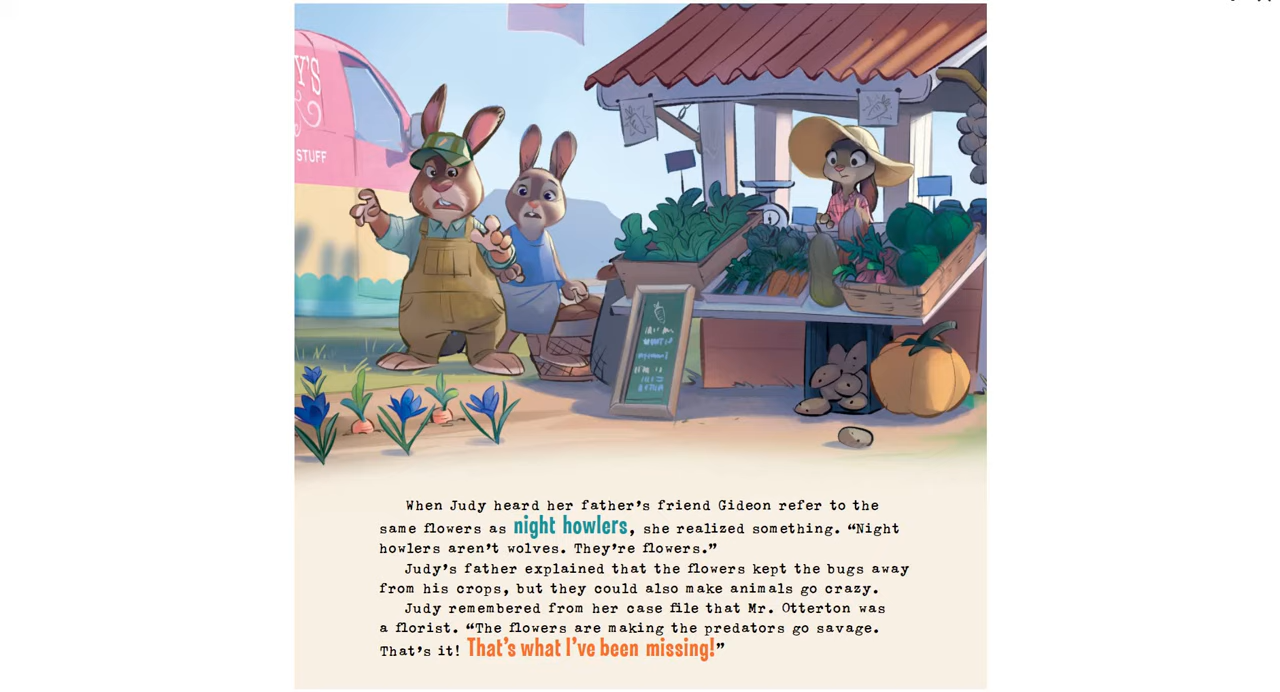 Y'S
STUFF
When Judy heard her father's friend Gideon refer to the
same flowers as night howlers, she realized something. “Night
howlers aren't wolves. They're flowers.”
Judy's father explained that the flowers kept the bugs away
from his crops, but they could also make animals go crazy.
Judy remembered from her case file that Mr. Otterton was
a florist. “The flowers are making the predators go savage.
That's it! That's what I've been missing!”